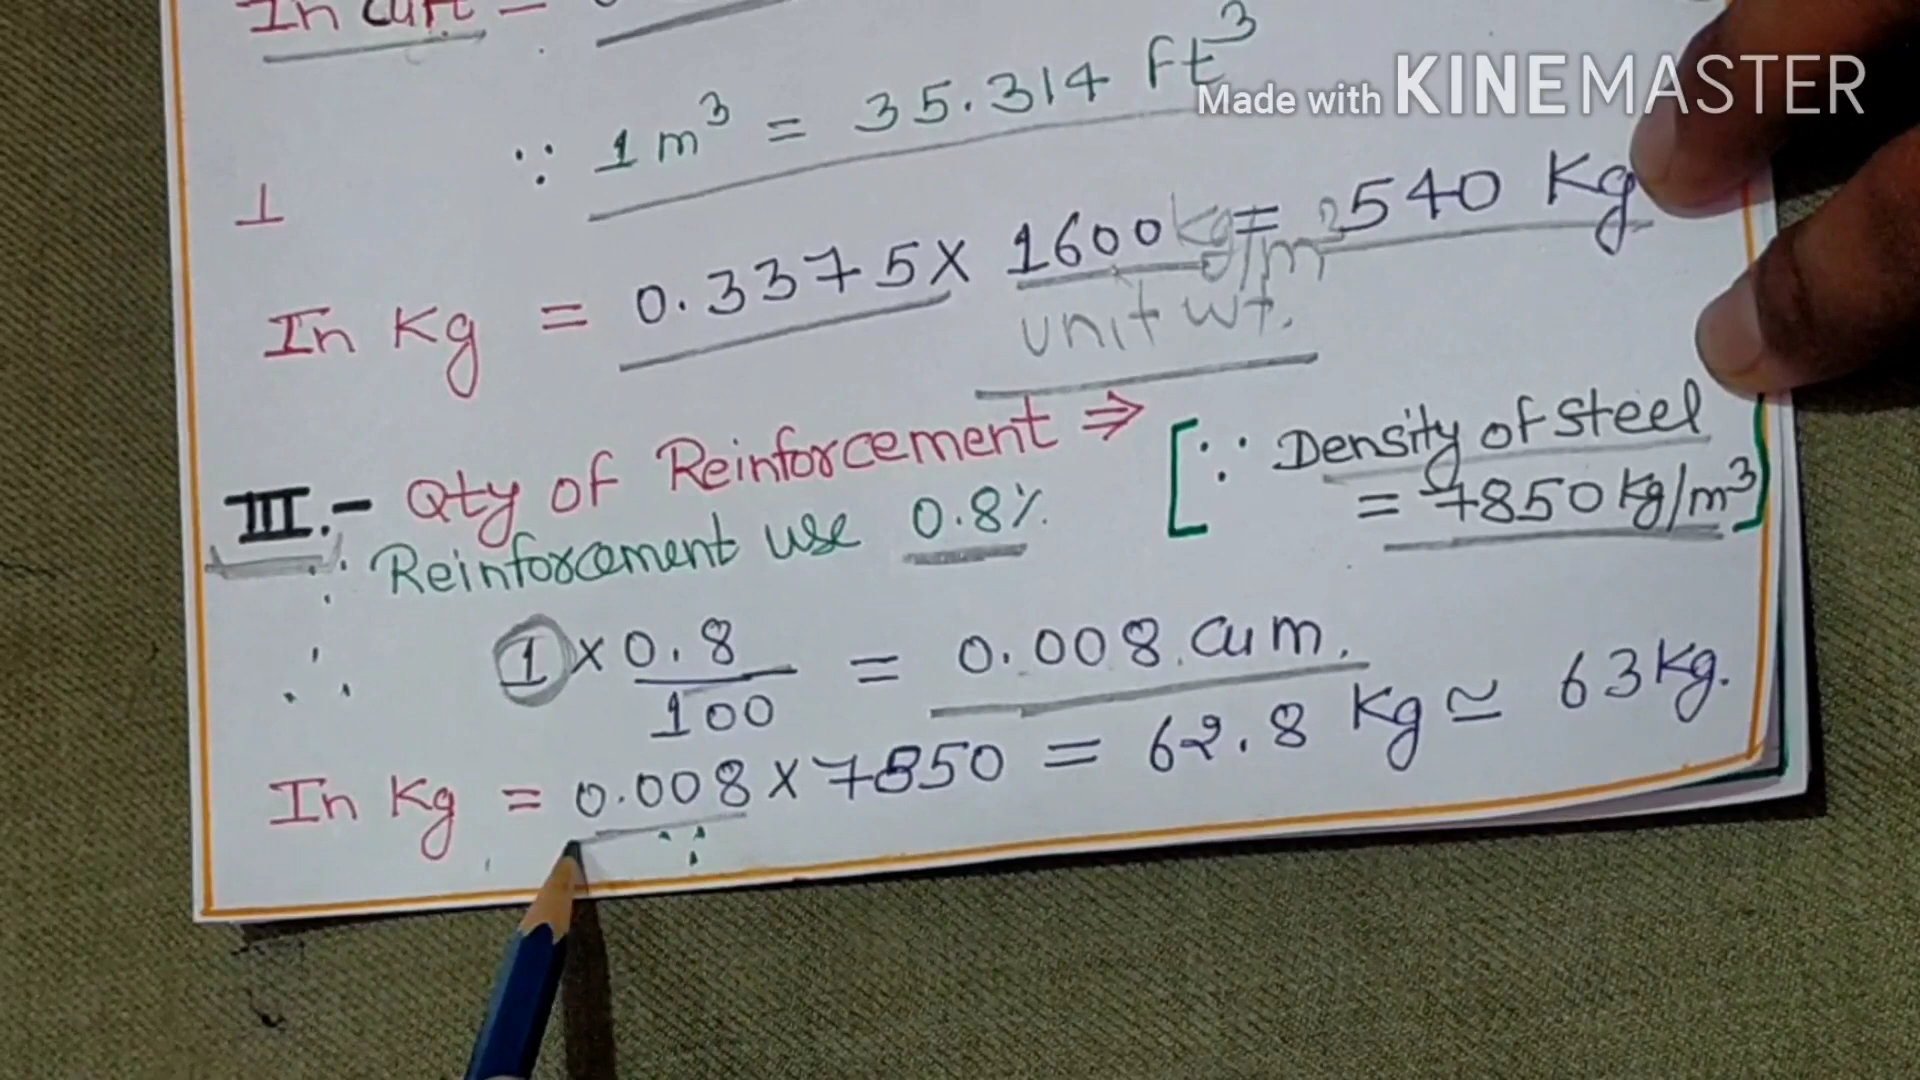 In Cuft =
∵ 1m³ = 35.314 Ft³
Made with KINEMASTER
In Kg = 0.3375 x 1600 kg/m³ = 540 Kg
unit wt.
III.- Qty of Reinforcement ⇒ [∵ Density of Steel
= 7850 kg/m³]
∵ Reinforcement use 0.8%
∴ 1 x 0.8/100 = 0.008 Cum.
In Kg = 0.008 x 7850 = 62.8 Kg ≃ 63 Kg.